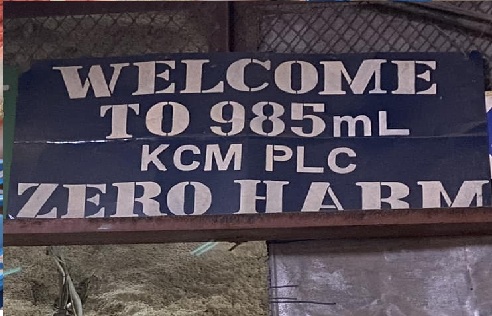 WELCOME
TO 985mL
KCM PLC
ZERO HARM